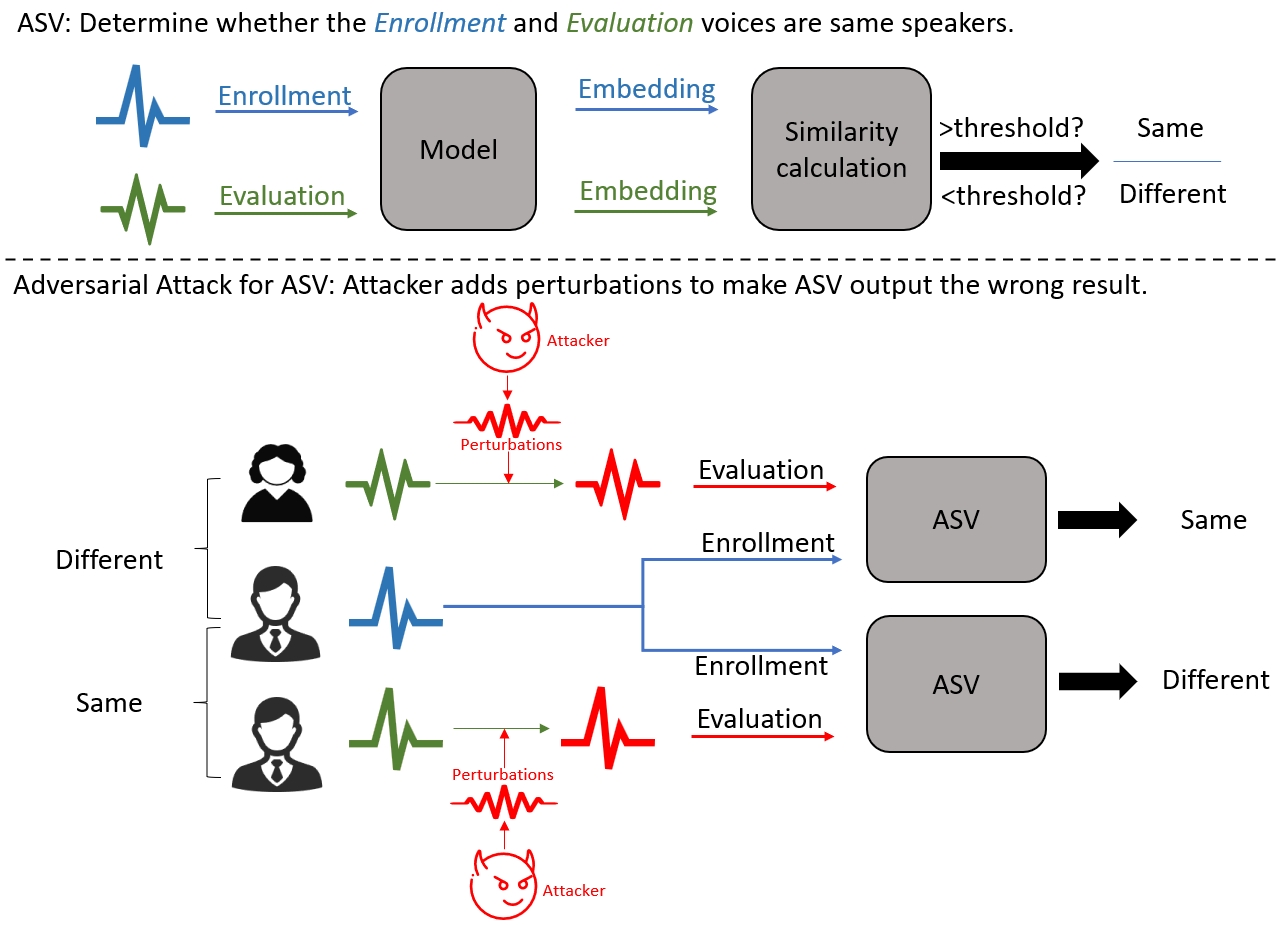 ASV: Determine whether the Enrollment and Evaluation voices are same speakers.
Enrollment
Embedding
Model
Similarity
calculation
>threshold?
Same
Evaluation
Embedding
<threshold?
Different
Adversarial Attack for ASV: Attacker adds perturbations to make ASV output the wrong result.
Attacker
Perturbations
Evaluation
ASV
Same
Enrollment
Different
Enrollment
ASV
Different
Same
Evaluation
Perturbations
Attacker